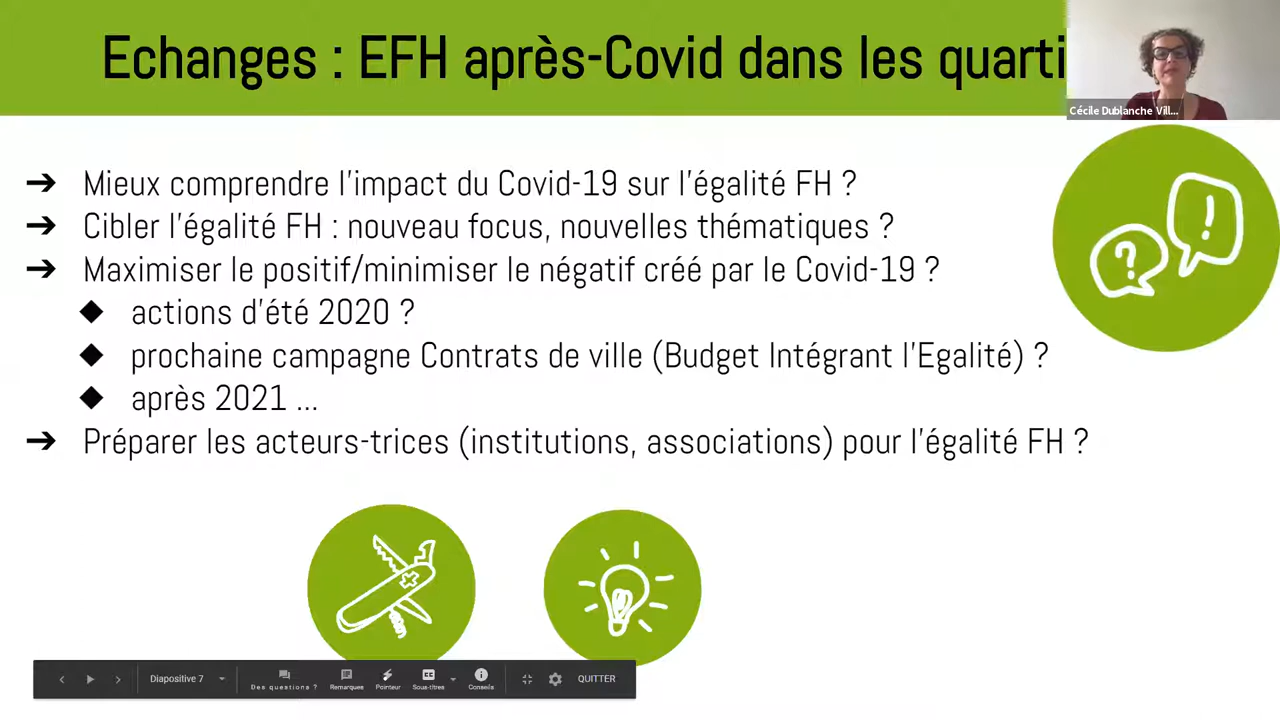 Echanges : EFH après-Covid dans les quarti
Cécile Dublanche Vill...
➔ Mieux comprendre l'impact du Covid-19 sur l'égalité FH ?
➔ Cibler l'égalité FH : nouveau focus, nouvelles thématiques ?
➔ Maximiser le positif/minimiser le négatif créé par le Covid-19 ?
◆ actions d'été 2020 ?
◆ prochaine campagne Contrats de ville (Budget Intégrant l'Egalité) ?
◆ après 2021 ...
➔ Préparer les acteurs-trices (institutions, associations) pour l'égalité FH ?
Diapositive 7 Des questions ? Remarques Pointeur Sous-titres Conseils QUITTER